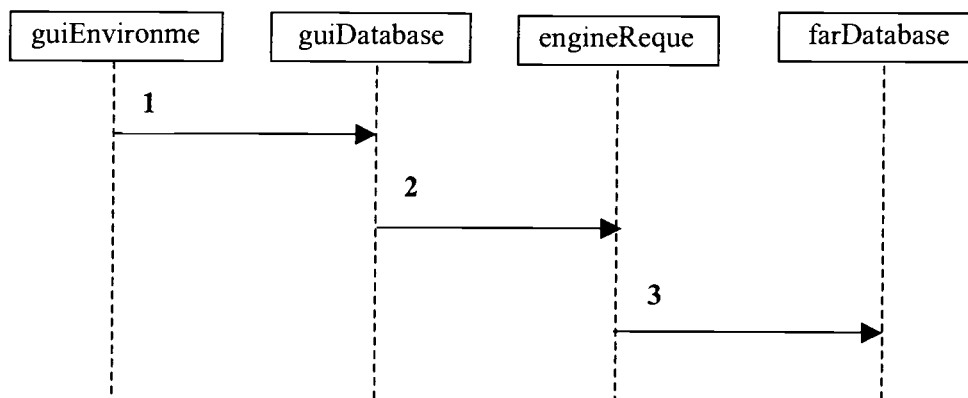 guiEnvironme
guiDatabase
engineReque
farDatabase
1
2
3